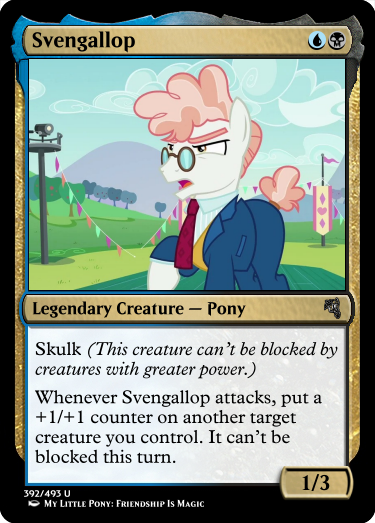 Svengallop
Legendary Creature — Pony
Skulk (This creature can't be blocked by
creatures with greater power.)
Whenever Svengallop attacks, put a
+1/+1 counter on another target
creature you control. It can't be
blocked this turn.
1/3
392/493 U
My Little Pony: Friendship Is Magic